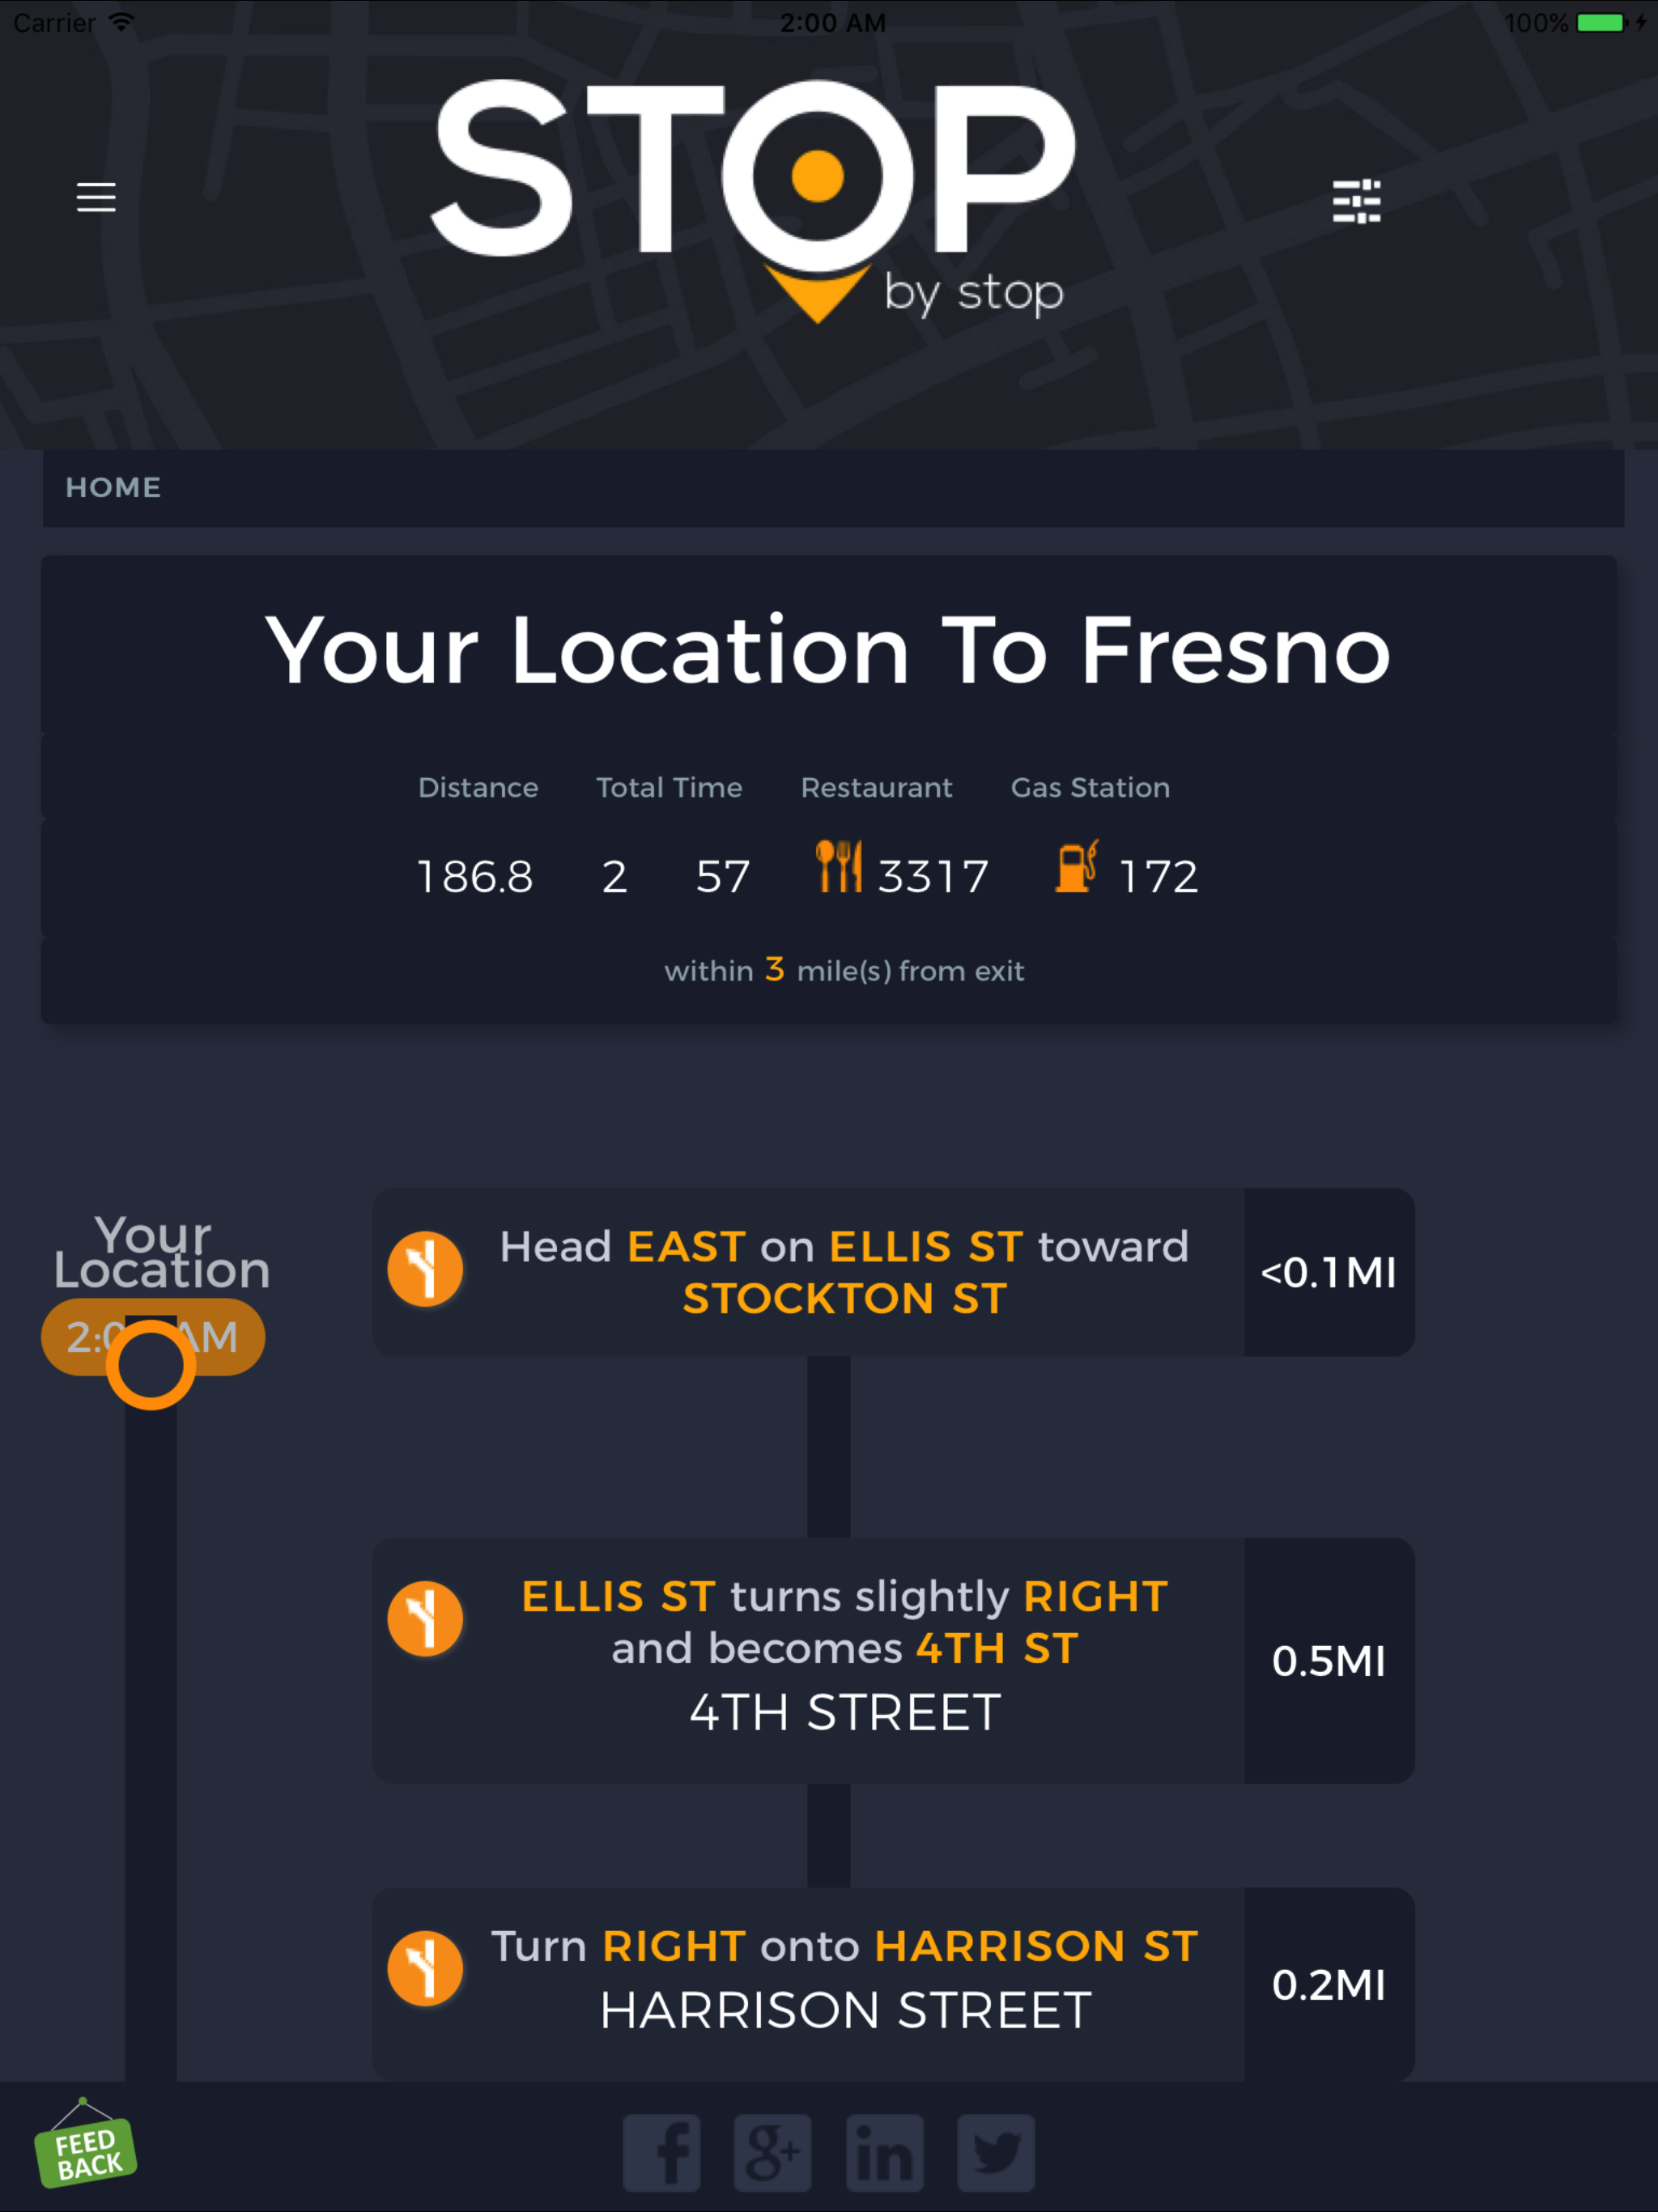 Carrier 2:00 AM 100%
STOP
by stop
HOME
Your Location To Fresno
Distance Total Time Restaurant Gas Station
186.8 2 57 3317 172
within 3 mile(s) from exit
Your
Location
2:0 AM
Head EAST on ELLIS ST toward
STOCKTON ST
<0.1MI
ELLIS ST turns slightly RIGHT
and becomes 4TH ST
4TH STREET
0.5MI
Turn RIGHT onto HARRISON ST
HARRISON STREET
0.2MI
FEED
BACK
f g+ in